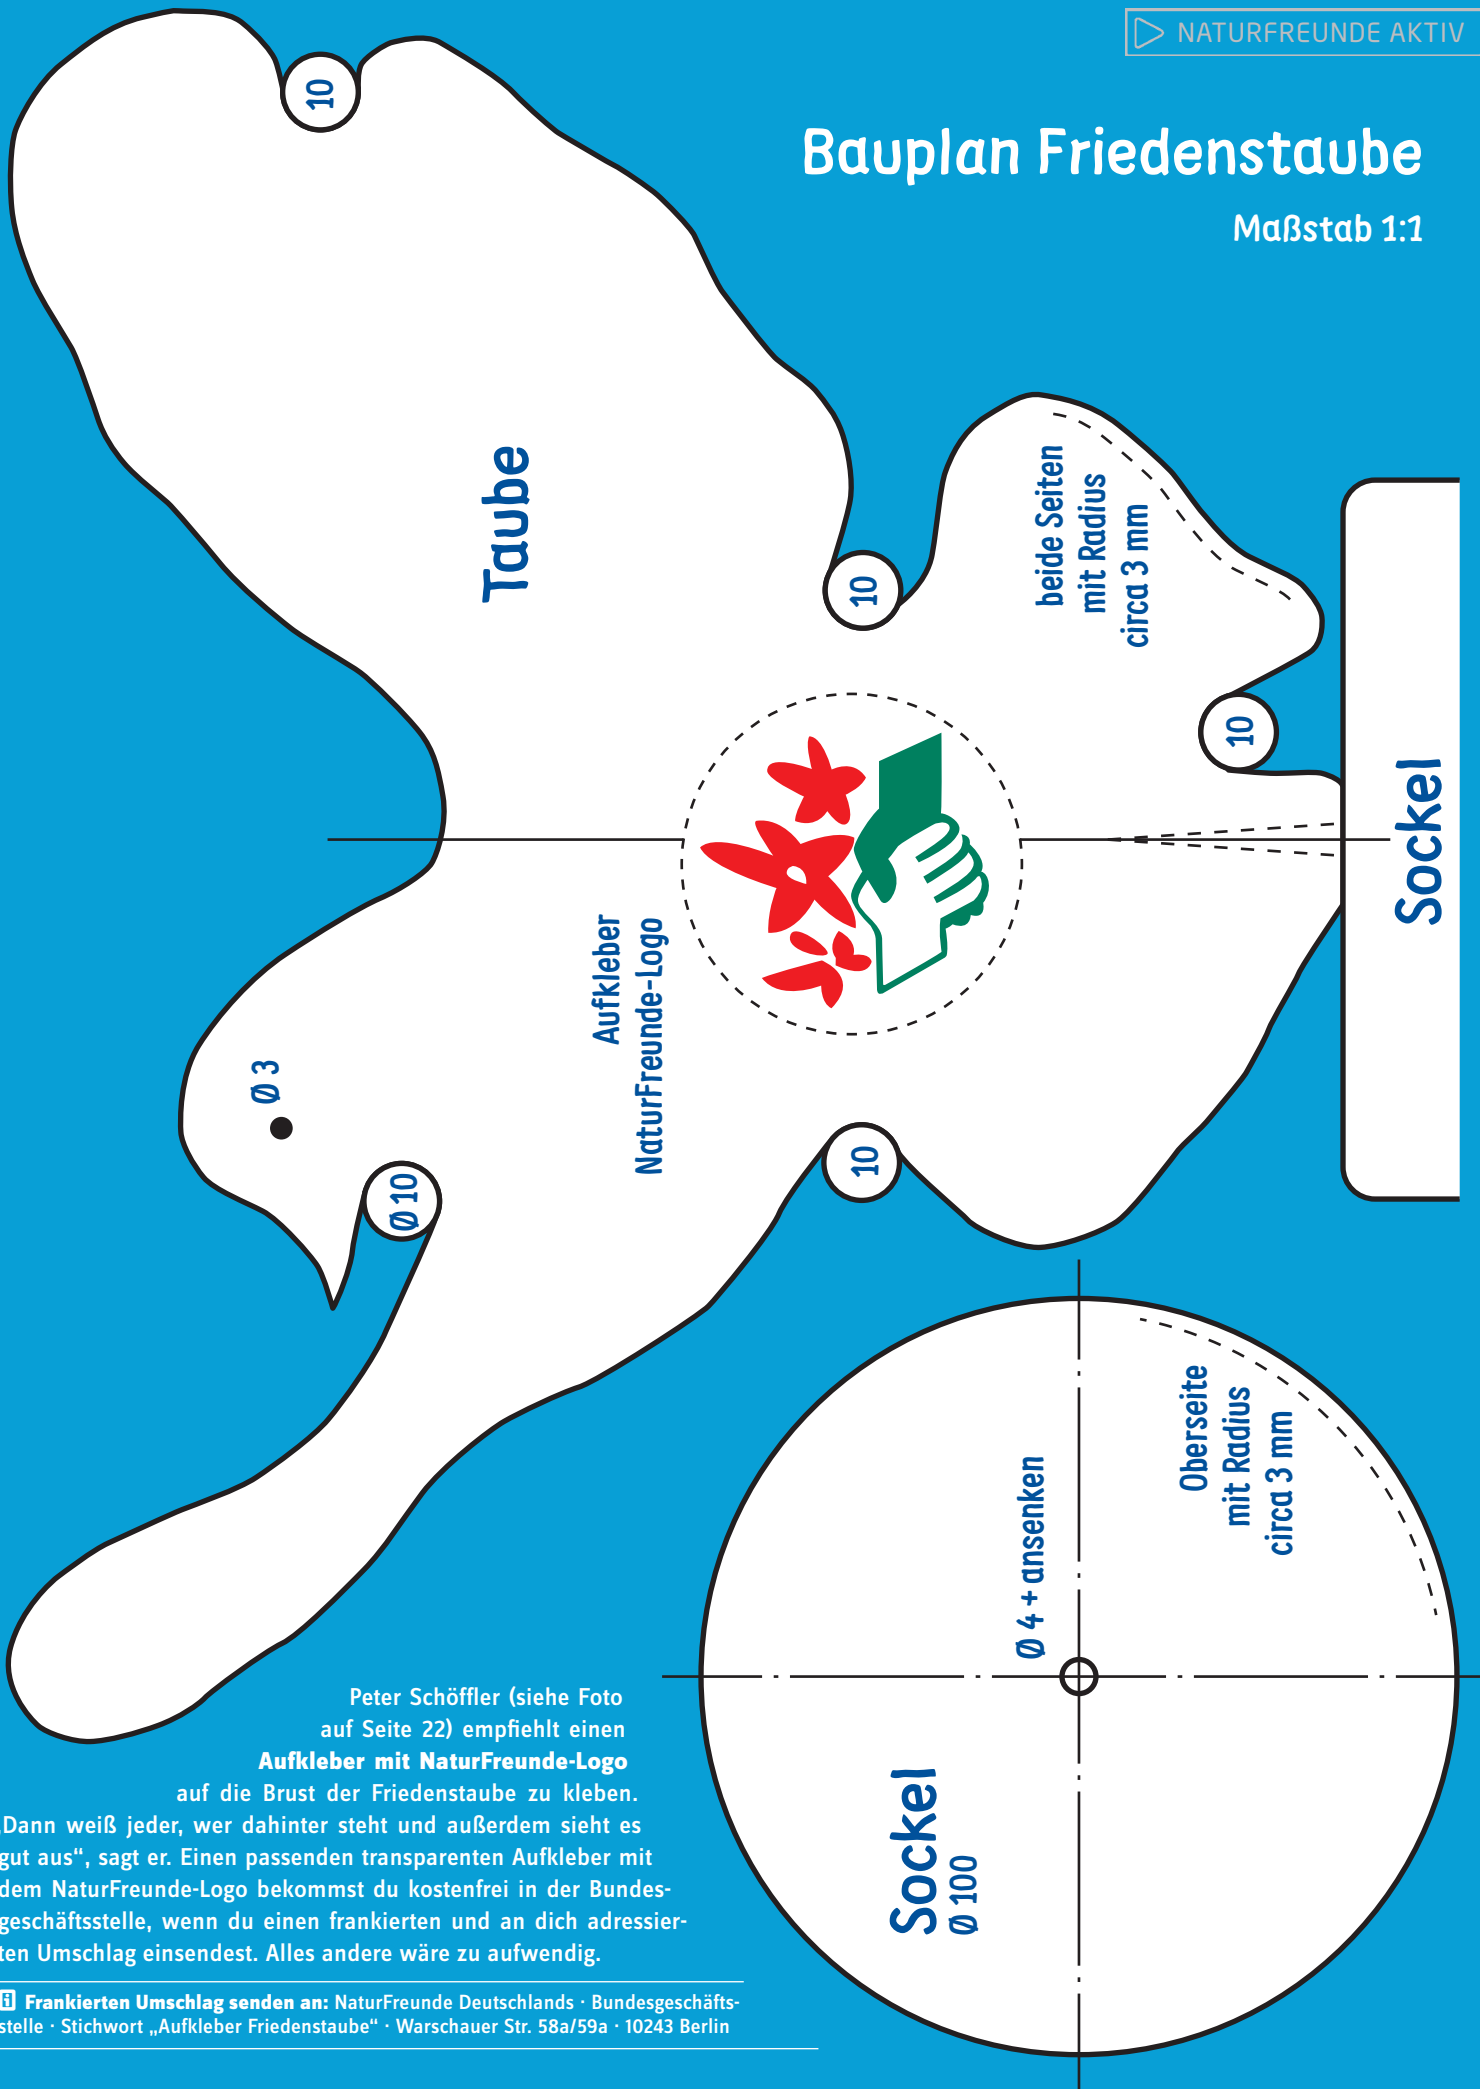 NATURFREUNDE AKTIV
Bauplan Friedenstaube
Maßstab 1:1
10
Taube
10
beide Seiten
mit Radius
circa 3 mm
10
Sockel
Aufkleber
NaturFreunde-Logo
Ø 3
Ø 10
10
Oberseite
mit Radius
circa 3 mm
Ø 4 + ansenken
Sockel
Ø 100
Peter Schöffler (siehe Foto
auf Seite 22) empfiehlt einen
Aufkleber mit NaturFreunde-Logo
auf die Brust der Friedenstaube zu kleben.
„Dann weiß jeder, wer dahinter steht und außerdem sieht es
gut aus“, sagt er. Einen passenden transparenten Aufkleber mit
dem NaturFreunde-Logo bekommst du kostenfrei in der Bundes-
geschäftsstelle, wenn du einen frankierten und an dich adressier-
ten Umschlag einsendest. Alles andere wäre zu aufwendig.
i Frankierten Umschlag senden an: NaturFreunde Deutschlands · Bundesgeschäfts-
stelle · Stichwort „Aufkleber Friedenstaube“ · Warschauer Str. 58a/59a · 10243 Berlin